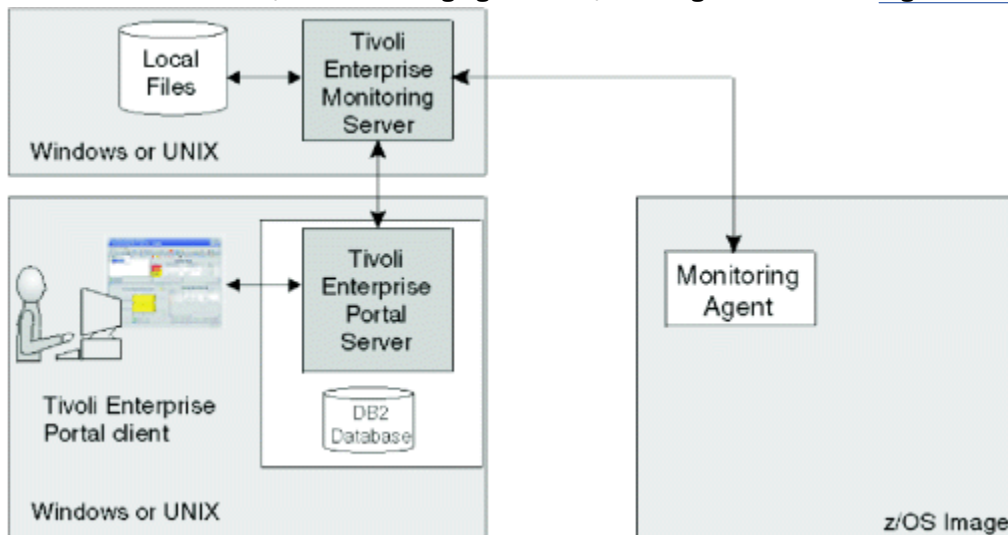 Local
Files
Tivoli
Enterprise
Monitoring
Server
Windows or UNIX
Tivoli
Enterprise
Portal
Server
DB2
Database
Tivoli Enterprise
Portal client
Windows or UNIX
Monitoring
Agent
z/OS Image